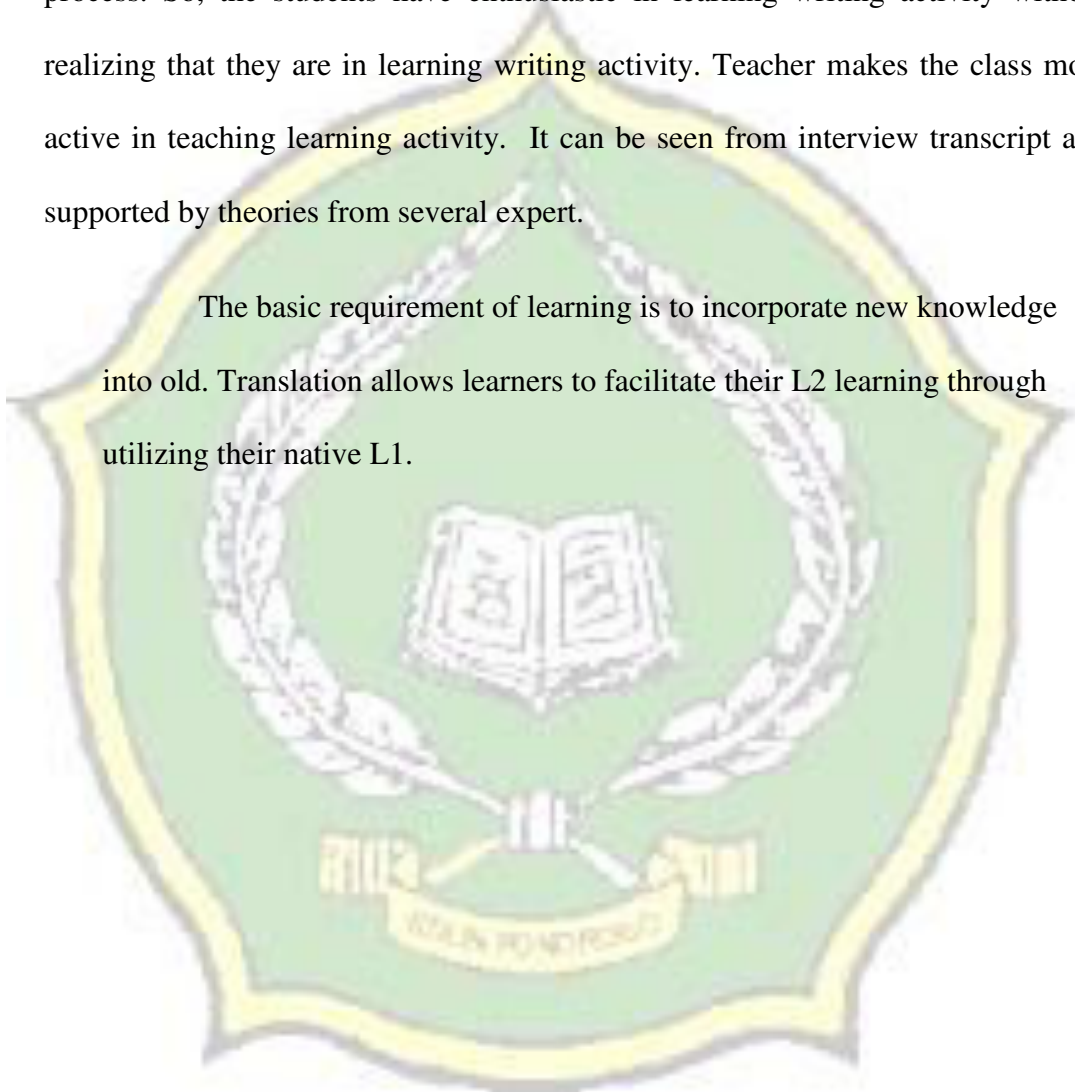 process. So, the students have enthusiastic in learning writing activity
realizing that they are in learning writing activity. Teacher makes the class
active in teaching learning activity. It can be seen from interview transcript
supported by theories from several expert.
The basic requirement of learning is to incorporate new knowledge
into old. Translation allows learners to facilitate their L2 learning through
utilizing their native L1.
PONOROGO